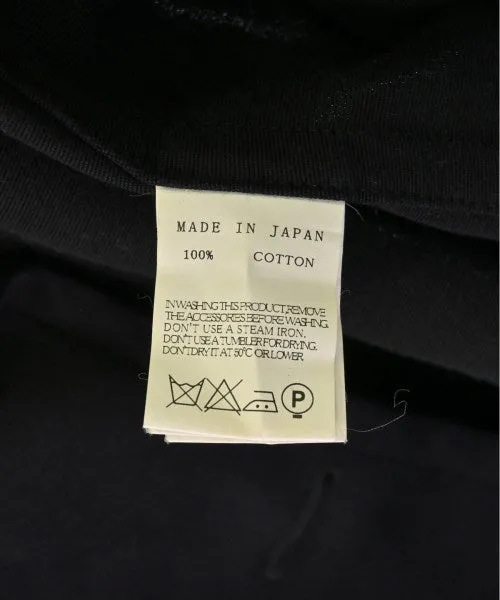 MADE IN JAPAN
100% COTTON
IN WASHING THIS PRODUCT,REMOVE
THE ACCESSORIES BEFORE WASHING.
DON'T USE A STEAM IRON.
DON'T USE A TUMBLER FOR DRYING.
DON'T DRY IT AT 50°C OR LOWER
P